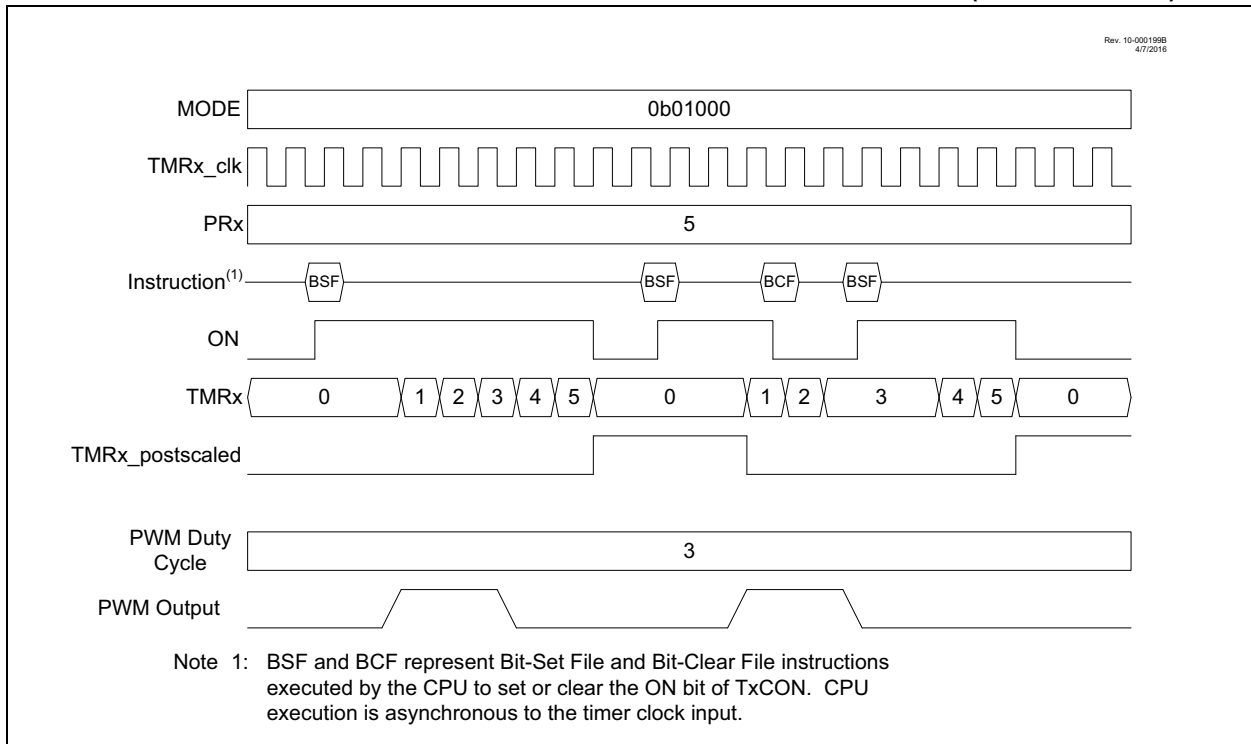 Rev. 10-000199B
4/7/2016
MODE 0b01000
TMRx_clk
PRx 5
Instruction(1) BSF BSF BCF BSF
ON
TMRx 0 1 2 3 4 5 0 1 2 3 4 5 0
TMRx_postscaled
PWM Duty
Cycle 3
PWM Output
Note 1: BSF and BCF represent Bit-Set File and Bit-Clear File instructions
executed by the CPU to set or clear the ON bit of TxCON. CPU
execution is asynchronous to the timer clock input.